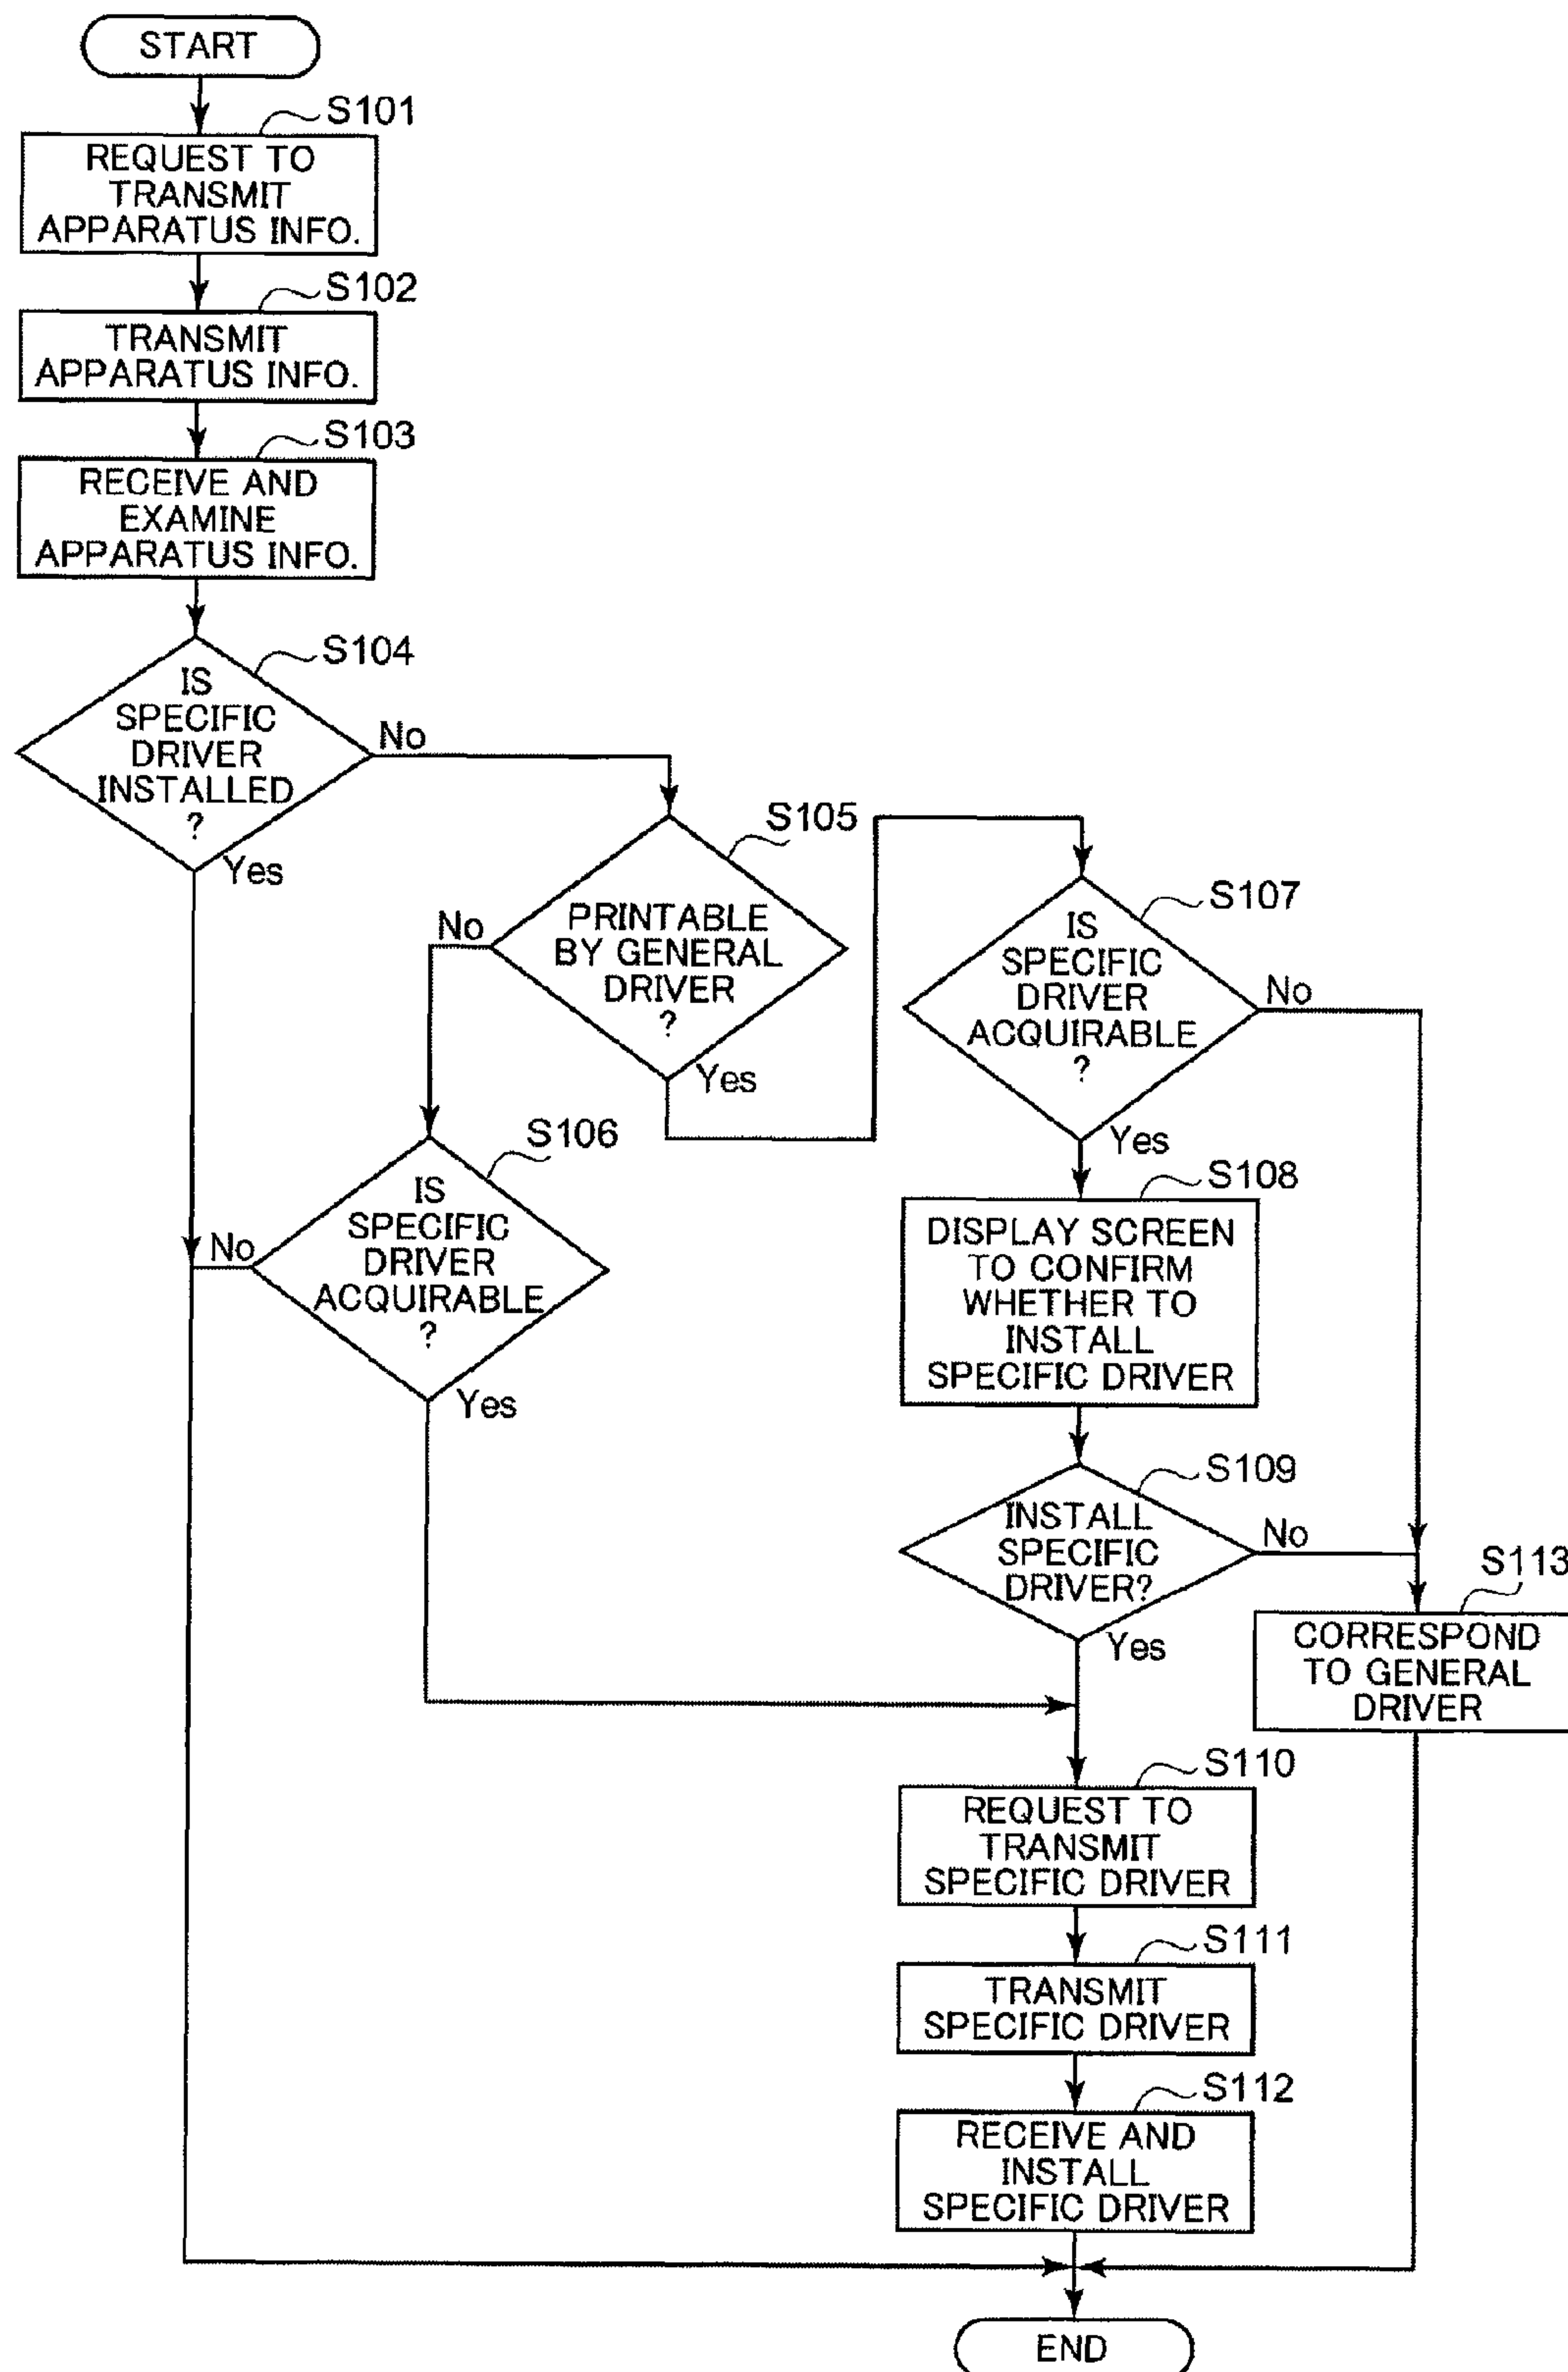 START
S101
REQUEST TO
TRANSMIT
APPARATUS INFO.
S102
TRANSMIT
APPARATUS INFO.
S103
RECEIVE AND
EXAMINE
APPARATUS INFO.
S104
IS
SPECIFIC
DRIVER
INSTALLED
?
No
Yes
S105
PRINTABLE
BY GENERAL
DRIVER
?
No
Yes
S106
IS
SPECIFIC
DRIVER
ACQUIRABLE
?
No
Yes
S107
IS
SPECIFIC
DRIVER
ACQUIRABLE
?
No
Yes
S108
DISPLAY SCREEN
TO CONFIRM
WHETHER TO
INSTALL
SPECIFIC DRIVER
S109
INSTALL
SPECIFIC
DRIVER?
No
Yes
S113
CORRESPOND
TO GENERAL
DRIVER
S110
REQUEST TO
TRANSMIT
SPECIFIC DRIVER
S111
TRANSMIT
SPECIFIC DRIVER
S112
RECEIVE AND
INSTALL
SPECIFIC DRIVER
END